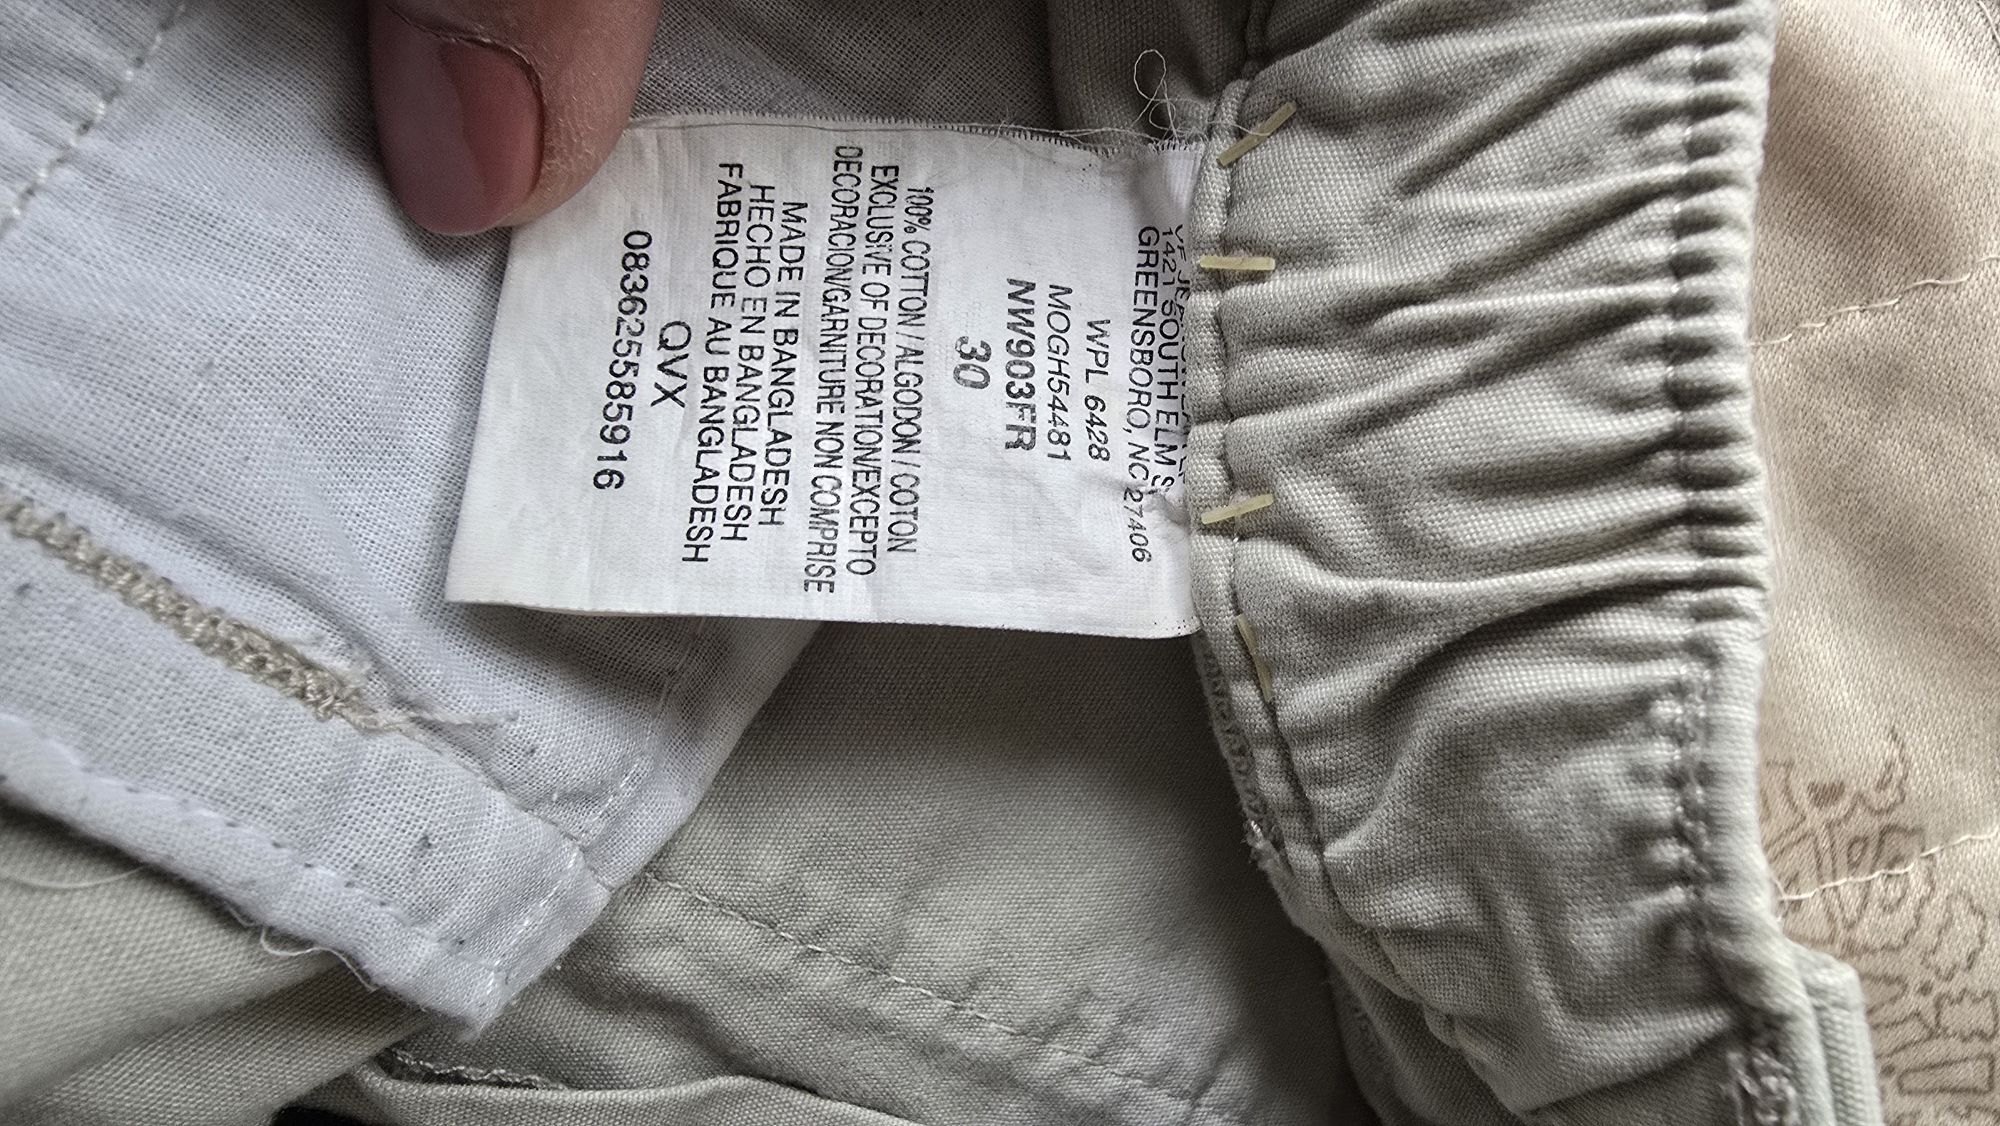 1421 SOUTH ELM
GREENSBORO, NC 27406
WPL 6428
MOGH54481
NW903FR
30
100% COTTON / ALGODON / COTON
EXCLUSIVE OF DECORATION/EXCEPTO
DECORACION/GARNITURE NON COMPRISE
MADE IN BANGLADESH
HECHO EN BANGLADESH
FABRIQUE AU BANGLADESH
QVX
083625585916